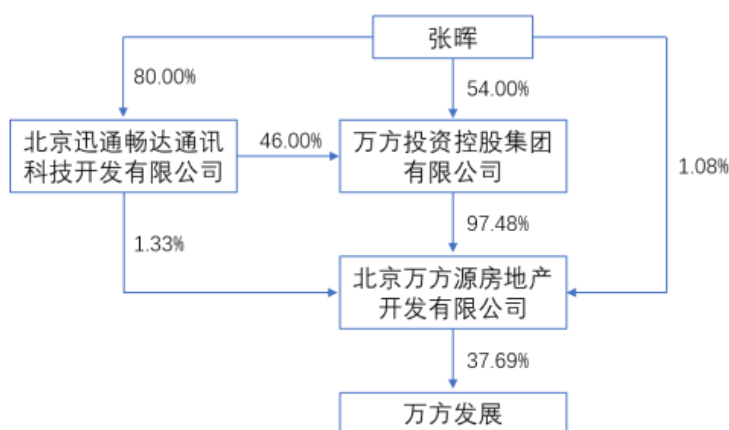 张晖
80.00%
54.00%
北京迅通畅达通讯
科技开发有限公司
46.00%
万方投资控股集团
有限公司
1.08%
1.33%
97.48%
北京万方源房地产
开发有限公司
37.69%
万方发展